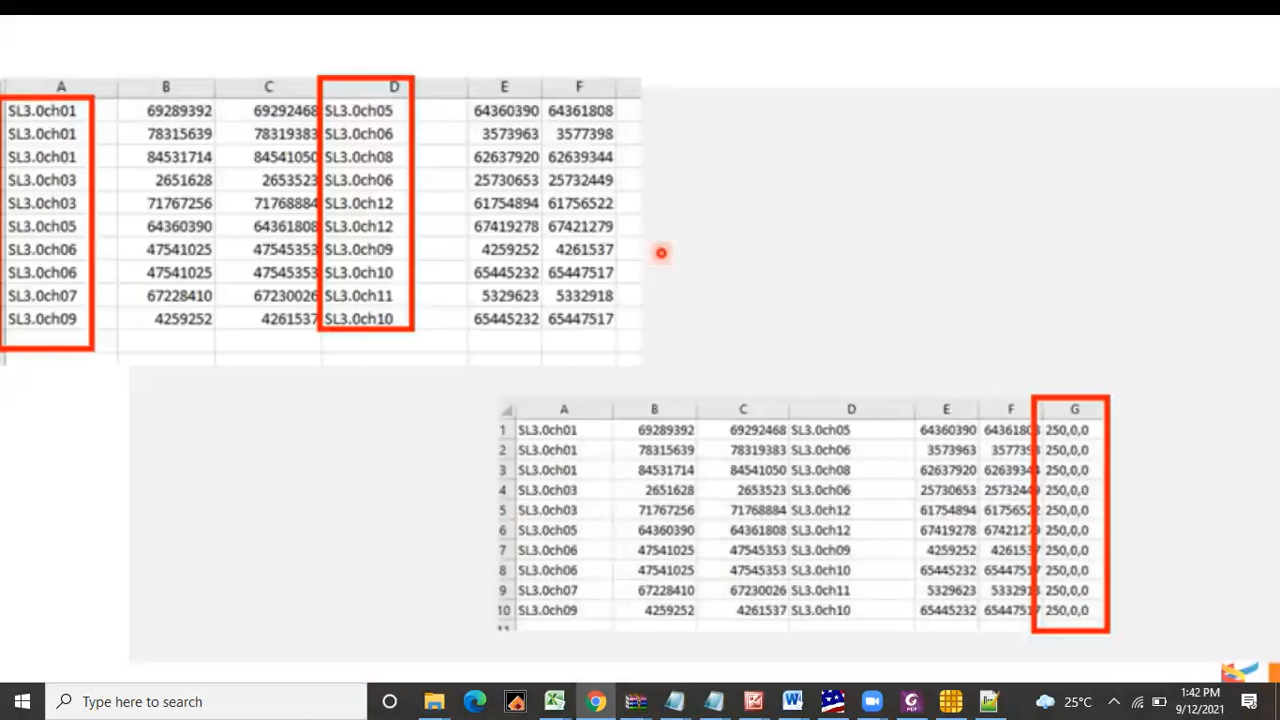 A B C D E F
SL3.0ch01 69289392 69292468 SL3.0ch05 64360390 64361808
SL3.0ch01 78315639 78319383 SL3.0ch06 3573963 3577398
SL3.0ch01 84531714 84541050 SL3.0ch08 62637920 62639344
SL3.0ch03 2651628 2653523 SL3.0ch06 25730653 25732449
SL3.0ch03 71767256 71768884 SL3.0ch12 61754894 61756522
SL3.0ch05 64360390 64361808 SL3.0ch12 67419278 67421279
SL3.0ch06 47541025 47545353 SL3.0ch09 4259252 4261537
SL3.0ch06 47541025 47545353 SL3.0ch10 65445232 65447517
SL3.0ch07 67228410 67230026 SL3.0ch11 5329623 5332918
SL3.0ch09 4259252 4261537 SL3.0ch10 65445232 65447517
A B C D E F G
1 SL3.0ch01 69289392 69292468 SL3.0ch05 64360390 64361808 250,0,0
2 SL3.0ch01 78315639 78319383 SL3.0ch06 3573963 3577398 250,0,0
3 SL3.0ch01 84531714 84541050 SL3.0ch08 62637920 62639344 250,0,0
4 SL3.0ch03 2651628 2653523 SL3.0ch06 25730653 25732449 250,0,0
5 SL3.0ch03 71767256 71768884 SL3.0ch12 61754894 61756522 250,0,0
6 SL3.0ch05 64360390 64361808 SL3.0ch12 67419278 67421279 250,0,0
7 SL3.0ch06 47541025 47545353 SL3.0ch09 4259252 4261537 250,0,0
8 SL3.0ch06 47541025 47545353 SL3.0ch10 65445232 65447517 250,0,0
9 SL3.0ch07 67228410 67230026 SL3.0ch11 5329623 5332918 250,0,0
10 SL3.0ch09 4259252 4261537 SL3.0ch10 65445232 65447517 250,0,0
Type here to search
25°C
1:42 PM
9/12/2021